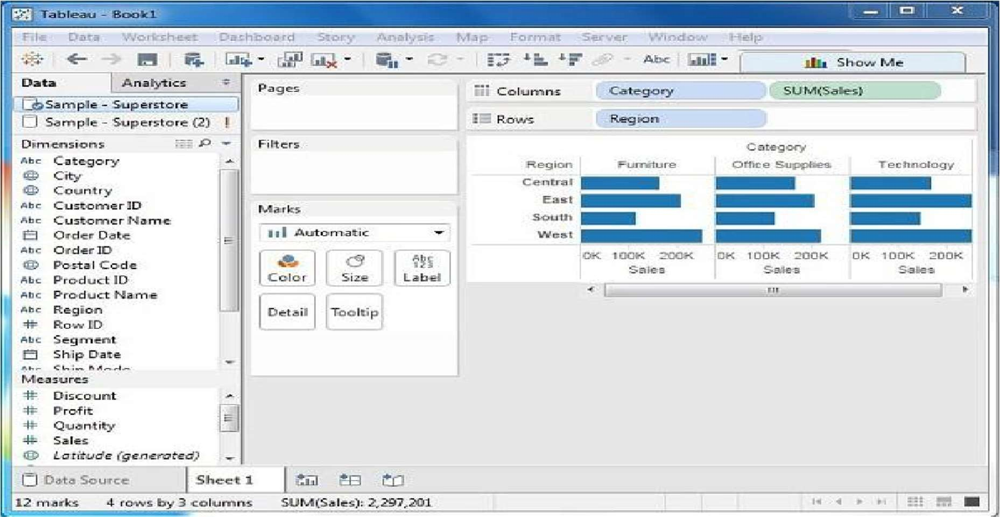 Tableau - Book1
File Data Worksheet Dashboard Story Analysis Map Format Server Window Help
Abc Show Me
Data Analytics
Sample - Superstore
Sample - Superstore (2) !
Dimensions
Abc Category
City
Country
Abc Customer ID
Abc Customer Name
Order Date
Abc Order ID
Postal Code
Abc Product ID
Abc Product Name
Abc Region
Row ID
Abc Segment
Ship Date
Abc Ship Mode
Measures
Discount
Profit
Quantity
Sales
Latitude (generated)
Pages
Filters
Marks
Automatic
Color Size Abc 123 Label
Detail Tooltip
Columns Category SUM(Sales)
Rows Region
Category
Region Furniture Office Supplies Technology
Central
East
South
West
0K 100K 200K 0K 100K 200K 0K 100K 200K
Sales Sales Sales
Data Source Sheet 1
12 marks 4 rows by 3 columns SUM(Sales): 2,297,201